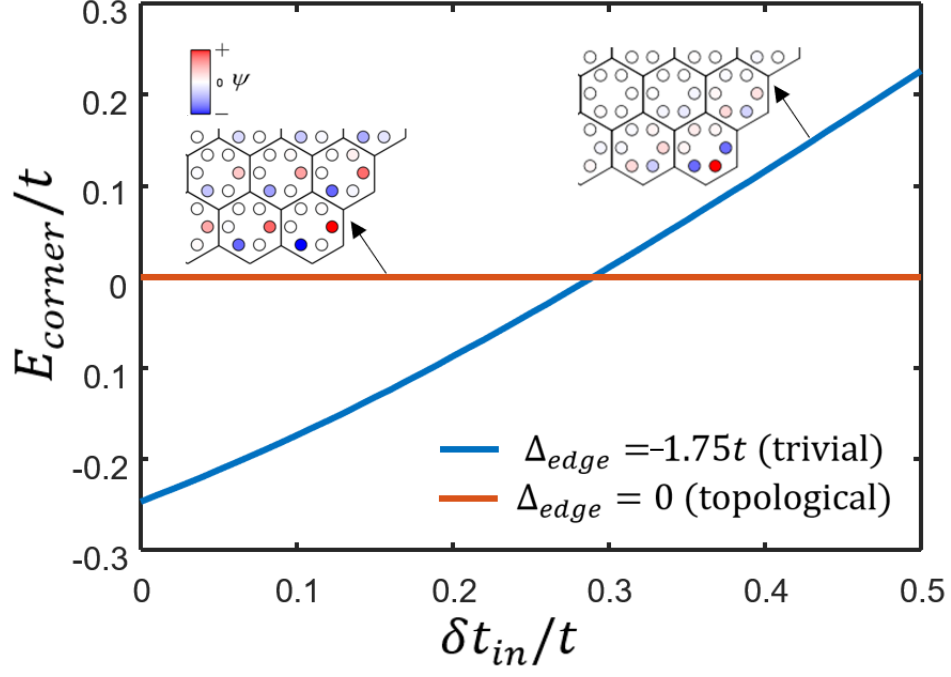 0.3
0.2
0.1
0
0.1
-0.2
-0.3
E_corner/t
+
0 ψ
−
Δ_edge =-1.75t (trivial)
Δ_edge = 0 (topological)
0 0.1 0.2 0.3 0.4 0.5
δt_in/t